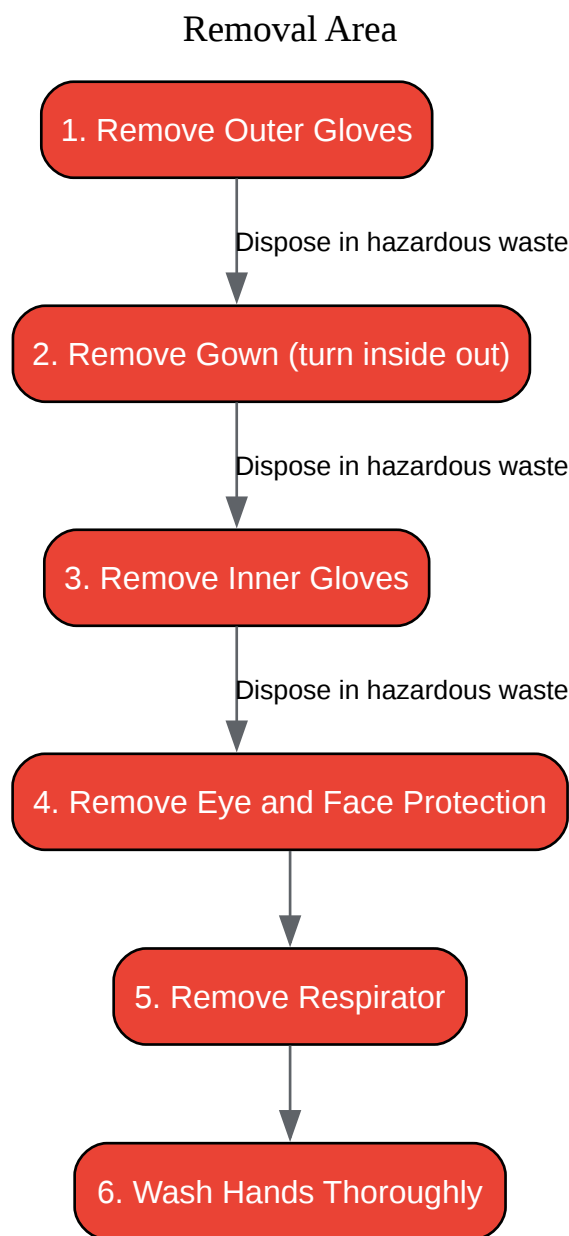 Removal Area
1. Remove Outer Gloves
Dispose in hazardous waste
2. Remove Gown (turn inside out)
Dispose in hazardous waste
3. Remove Inner Gloves
Dispose in hazardous waste
4. Remove Eye and Face Protection
5. Remove Respirator
6. Wash Hands Thoroughly